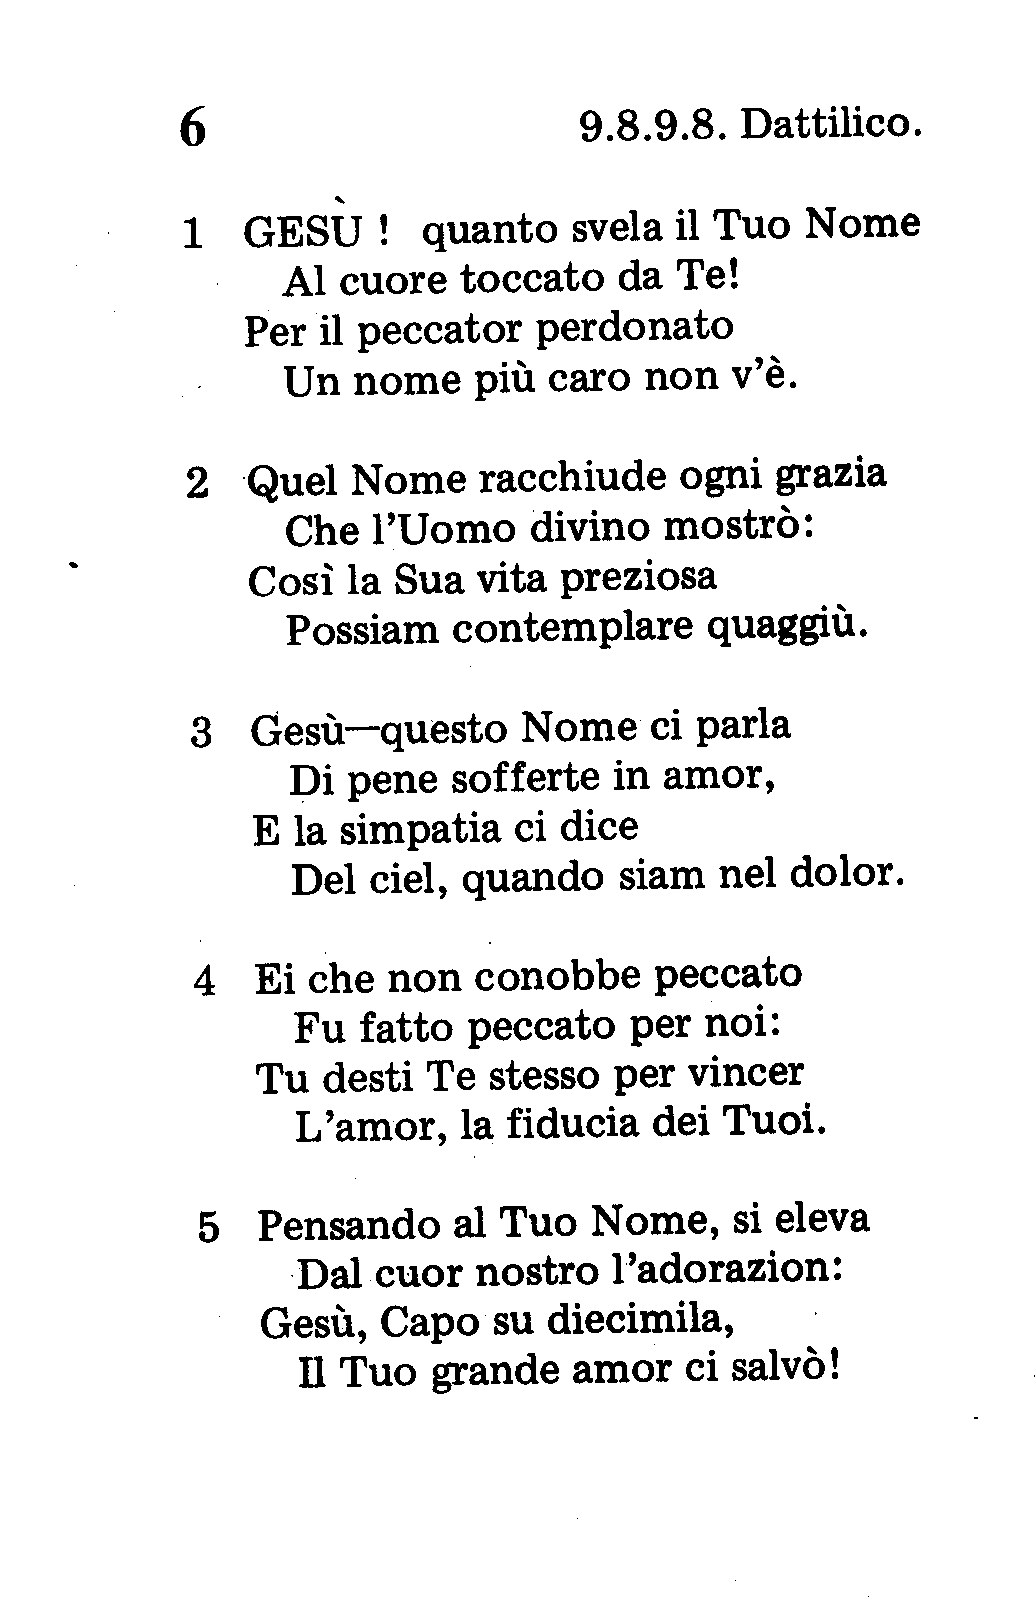 6 9.8.9.8. Dattilico.
1 GESÙ ! quanto svela il Tuo Nome
Al cuore toccato da Te!
Per il peccator perdonato
Un nome più caro non v'è.
2 Quel Nome racchiude ogni grazia
Che l'Uomo divino mostrò:
Così la Sua vita preziosa
Possiam contemplare quaggiù.
3 Gesù—questo Nome ci parla
Di pene sofferte in amor,
E la simpatia ci dice
Del ciel, quando siam nel dolor.
4 Ei che non conobbe peccato
Fu fatto peccato per noi:
Tu desti Te stesso per vincer
L'amor, la fiducia dei Tuoi.
5 Pensando al Tuo Nome, si eleva
Dal cuor nostro l'adorazion:
Gesù, Capo su diecimila,
Il Tuo grande amor ci salvò!